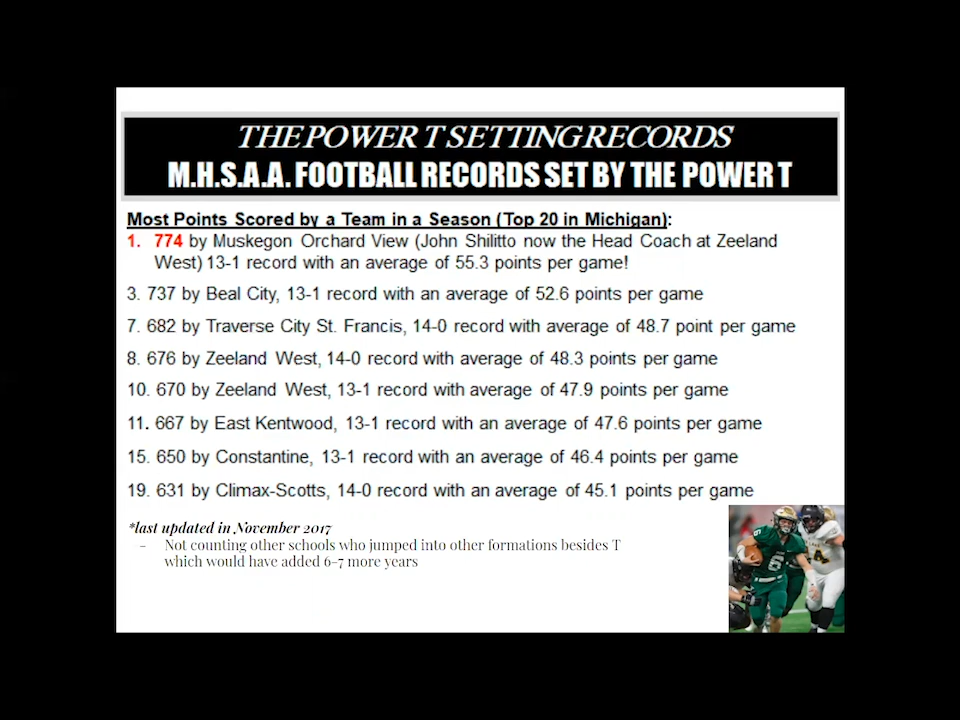 THE POWER T SETTING RECORDS
M.H.S.A.A. FOOTBALL RECORDS SET BY THE POWER T
Most Points Scored by a Team in a Season (Top 20 in Michigan):
1. 774 by Muskegon Orchard View (John Shilitto now the Head Coach at Zeeland
West) 13-1 record with an average of 55.3 points per game!
3. 737 by Beal City, 13-1 record with an average of 52.6 points per game
7. 682 by Traverse City St. Francis, 14-0 record with average of 48.7 point per game
8. 676 by Zeeland West, 14-0 record with average of 48.3 points per game
10. 670 by Zeeland West, 13-1 record with average of 47.9 points per game
11. 667 by East Kentwood, 13-1 record with an average of 47.6 points per game
15. 650 by Constantine, 13-1 record with an average of 46.4 points per game
19. 631 by Climax-Scotts, 14-0 record with an average of 45.1 points per game
*last updated in November 2017
- Not counting other schools who jumped into other formations besides T
which would have added 6-7 more years
6
4